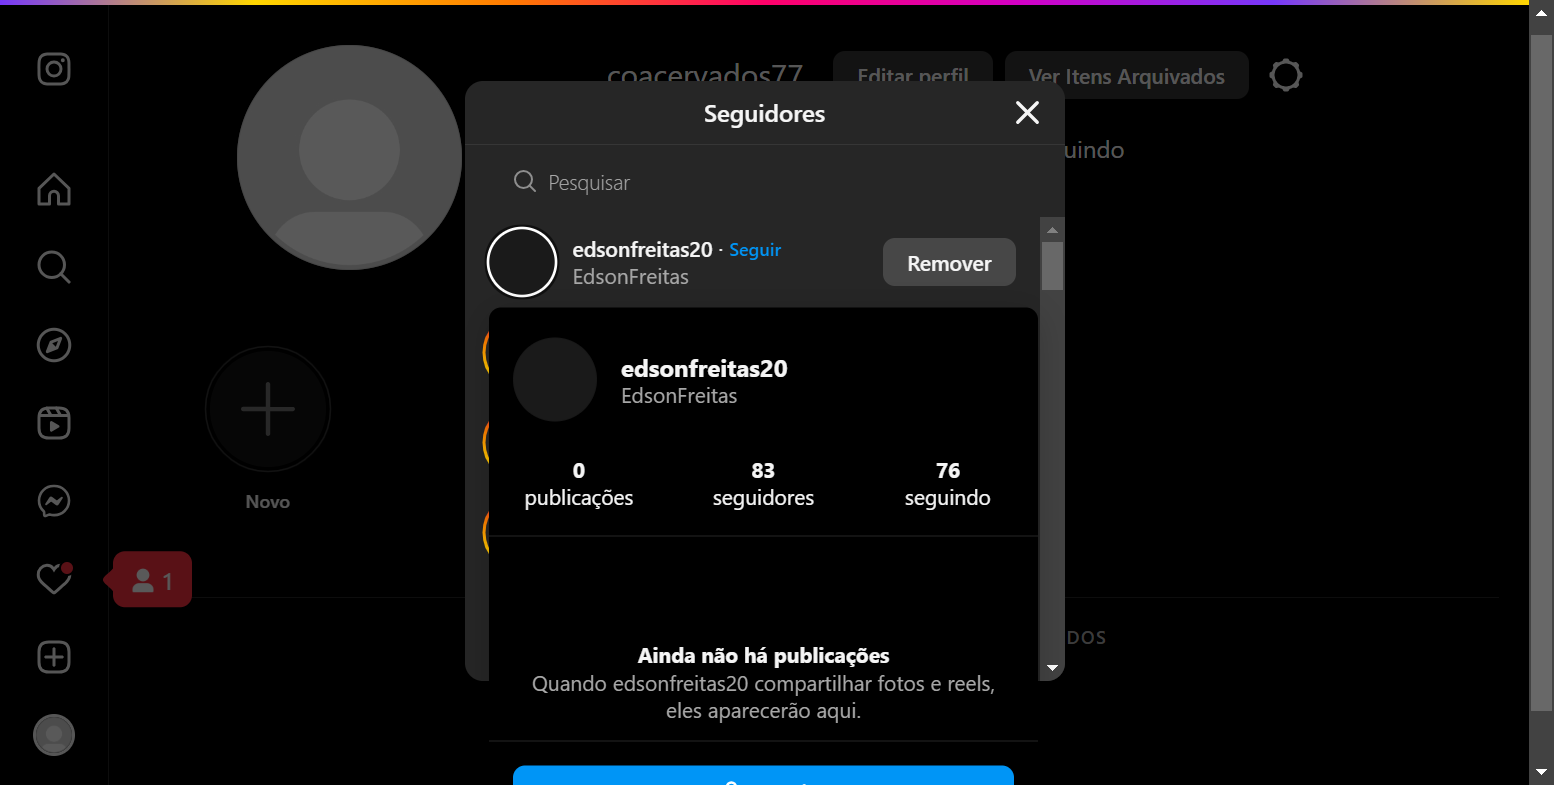 coacervados77
Editar perfil
Ver Itens Arquivados
Seguidores
uindo
Pesquisar
edsonfreitas20 · Seguir
EdsonFreitas
Remover
edsonfreitas20
EdsonFreitas
0
publicações
83
seguidores
76
seguindo
Novo
1
DOS
Ainda não há publicações
Quando edsonfreitas20 compartilhar fotos e reels,
eles aparecerão aqui.